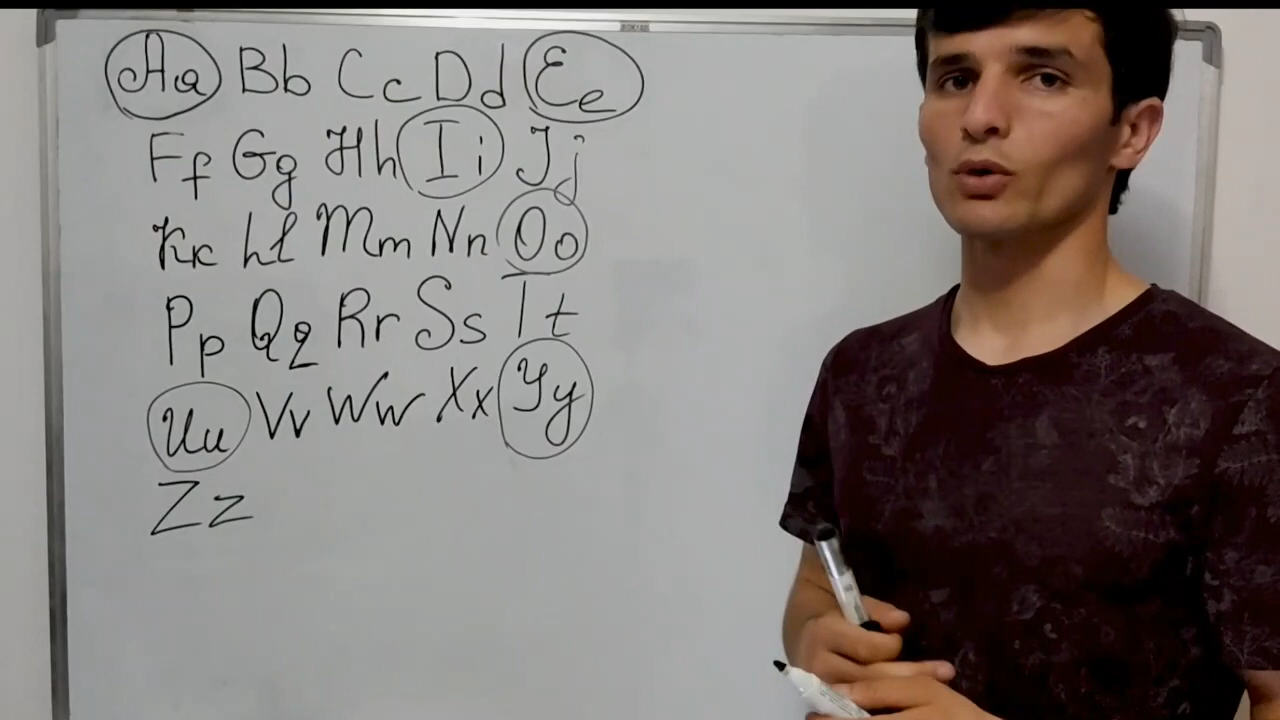 Aa Bb Cc Dd Ee
Ff Gg Hh Ii Jj
Kk Ll Mm Nn Oo
Pp Qq Rr Ss Tt
Uu Vv Ww Xx Yy
Zz